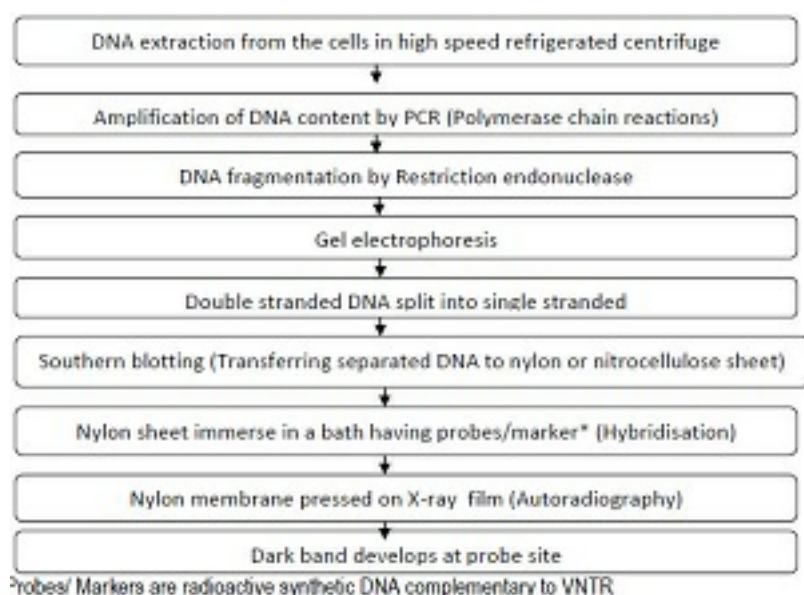 DNA extraction from the cells in high speed refrigerated centrifuge
Amplification of DNA content by PCR (Polymerase chain reactions)
DNA fragmentation by Restriction endonuclease
Gel electrophoresis
Double stranded DNA split into single stranded
Southern blotting (Transferring separated DNA to nylon or nitrocellulose sheet)
Nylon sheet immerse in a bath having probes/marker* (Hybridisation)
Nylon membrane pressed on X-ray film (Autoradiography)
Dark band develops at probe site
Probes/ Markers are radioactive synthetic DNA complementary to VNTR